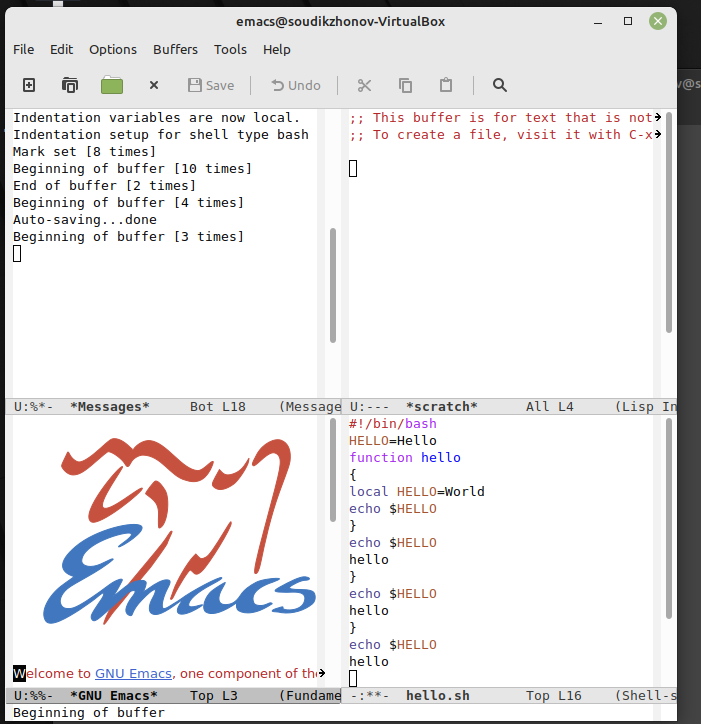 emacs@soudikzhonov-VirtualBox
File Edit Options Buffers Tools Help
Save Undo
v@s
Indentation variables are now local.
Indentation setup for shell type bash
Mark set [8 times]
Beginning of buffer [10 times]
End of buffer [2 times]
Beginning of buffer [4 times]
Auto-saving...done
Beginning of buffer [3 times]
U:%*-  *Messages*     Bot L18    (Message
;; This buffer is for text that is not
;; To create a file, visit it with C-x
U:---  *scratch*      All L4     (Lisp In
Emacs
Welcome to GNU Emacs, one component of the
U:%%-  *GNU Emacs*    Top L3     (Fundame
#!/bin/bash
HELLO=Hello
function hello
{
local HELLO=World
echo $HELLO
}
echo $HELLO
hello
}
echo $HELLO
hello
}
echo $HELLO
hello
-:**-  hello.sh       Top L16    (Shell-s
Beginning of buffer